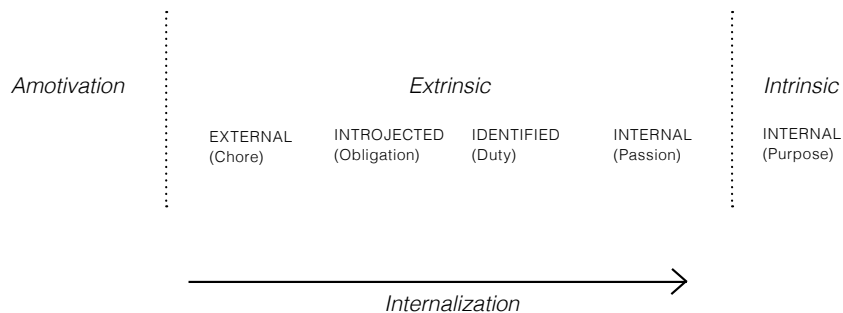 Amotivation
Extrinsic
Intrinsic
EXTERNAL
(Chore)
INTROJECTED
(Obligation)
IDENTIFIED
(Duty)
INTERNAL
(Passion)
INTERNAL
(Purpose)
Internalization